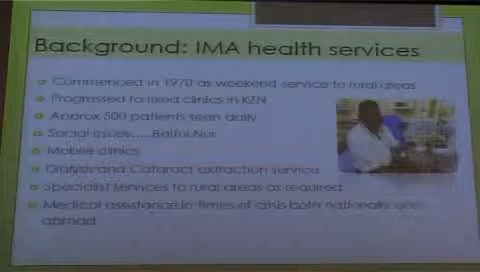 Background: IMA health services
Commenced in 1970 as weekend service to rural areas
Progressed to fixed clinics in KZN
Approx 500 patients seen daily
Social issues.....Baitul Nur
Mobile clinics
Dialysis and Cataract extraction service
Specialist services to rural areas as required
Medical assistance in times of crisis both nationally and
abroad